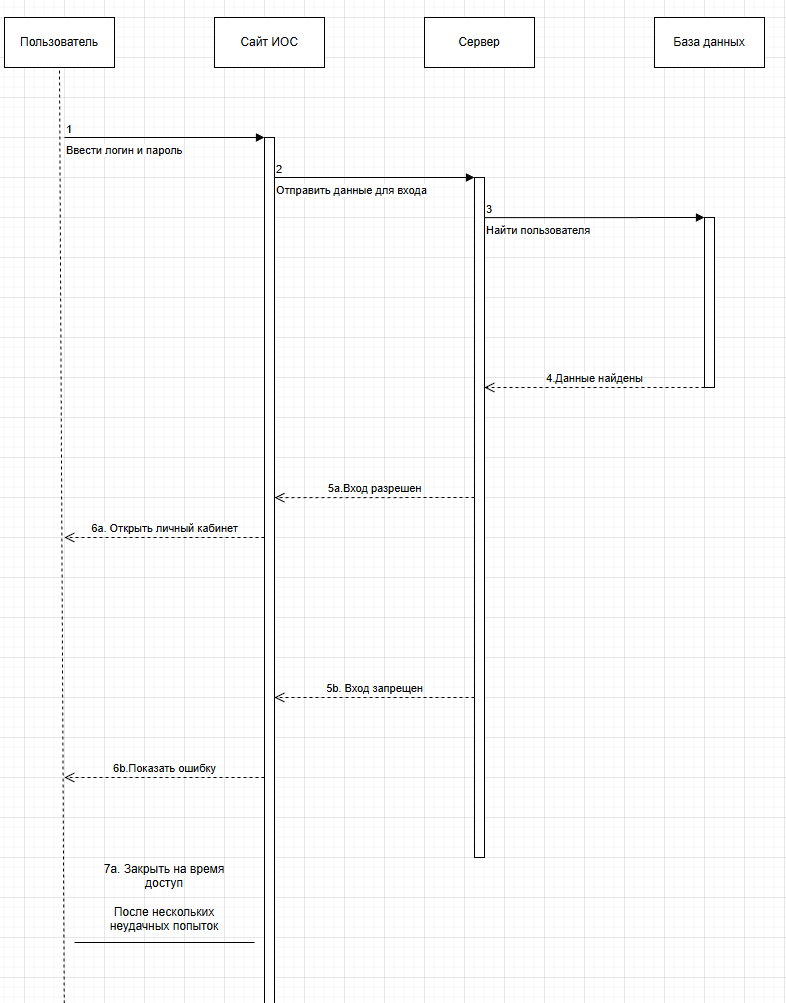 Пользователь
Сайт ИОС
Сервер
База данных
1
Ввести логин и пароль
2
Отправить данные для входа
3
Найти пользователя
4.Данные найдены
5a.Вход разрешен
6a. Открыть личный кабинет
5b. Вход запрещен
6b.Показать ошибку
7a. Закрыть на время
доступ
После нескольких
неудачных попыток